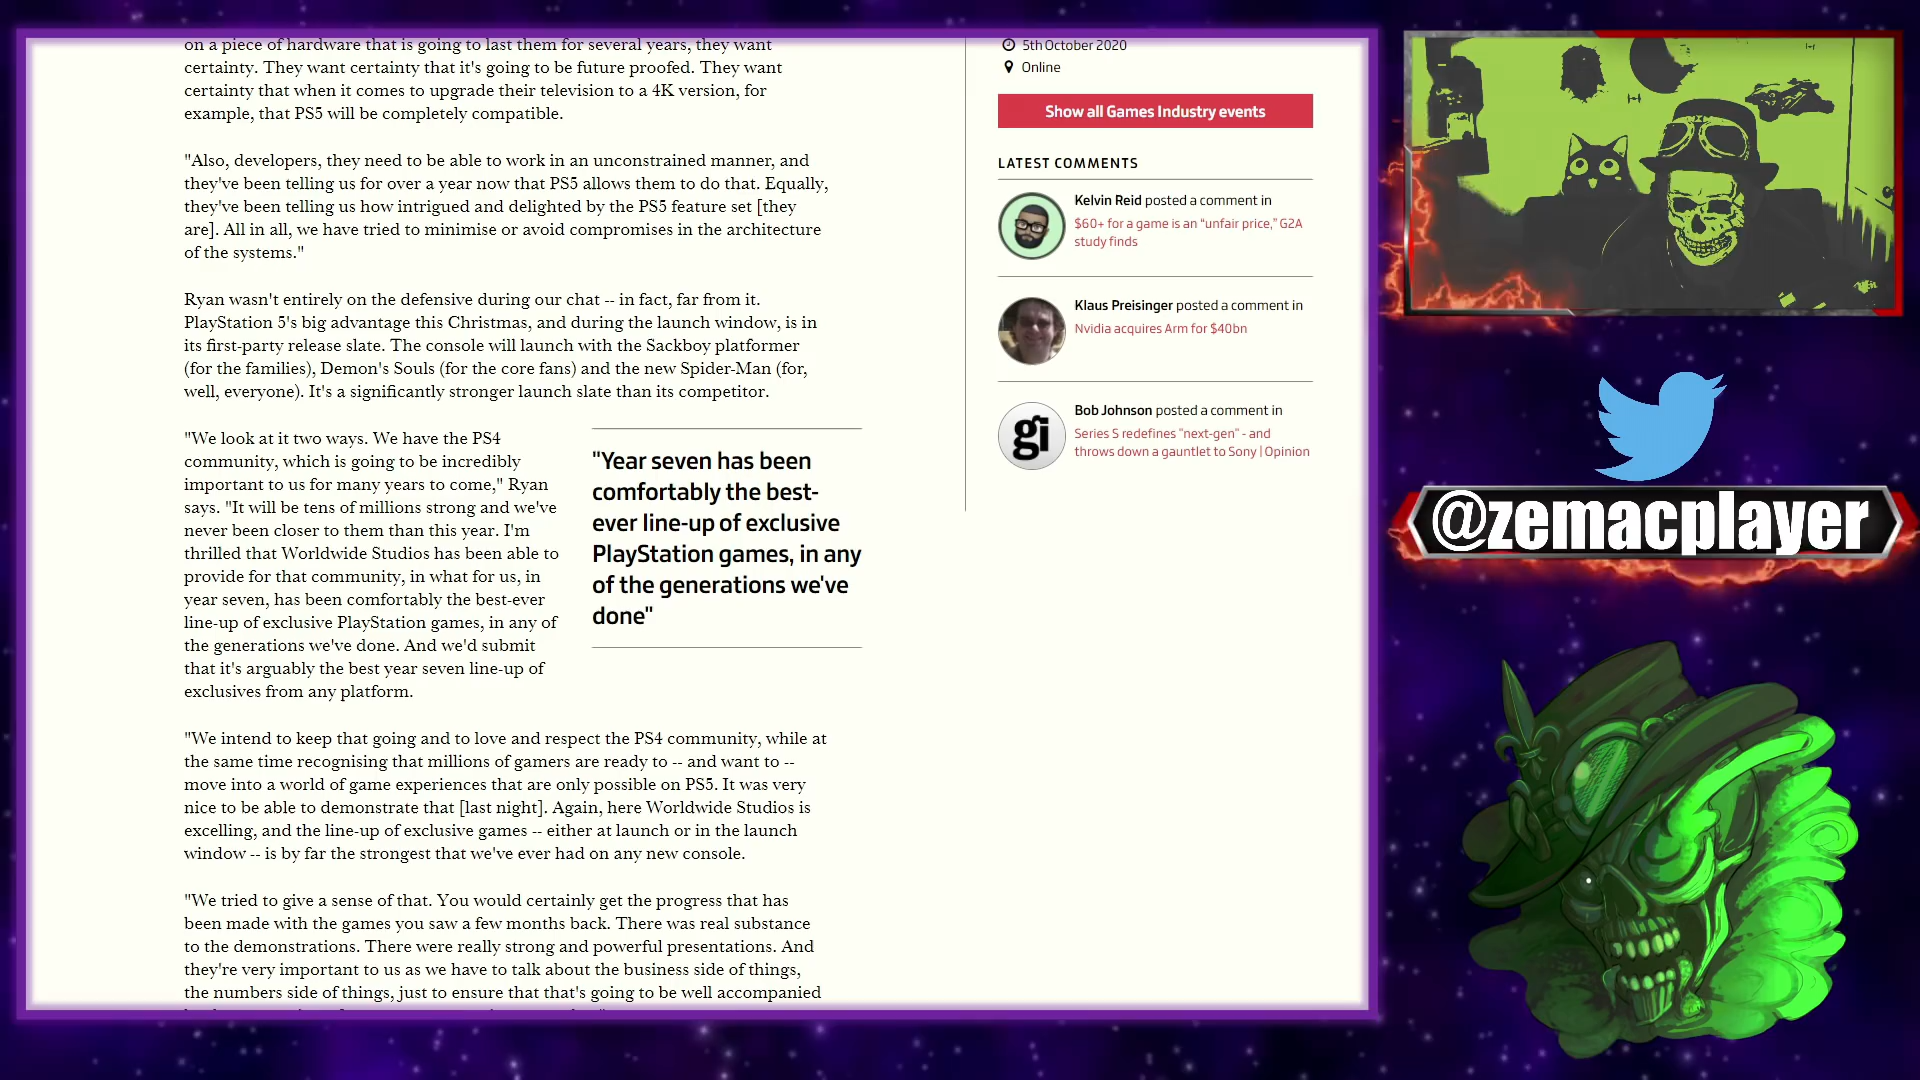 on a piece of hardware that is going to last them for several years, they want
certainty. They want certainty that it's going to be future proofed. They want
certainty that when it comes to upgrade their television to a 4K version, for
example, that PS5 will be completely compatible.
"Also, developers, they need to be able to work in an unconstrained manner, and
they've been telling us for over a year now that PS5 allows them to do that. Equally,
they've been telling us how intrigued and delighted by the PS5 feature set [they
are]. All in all, we have tried to minimise or avoid compromises in the architecture
of the systems."
Ryan wasn't entirely on the defensive during our chat -- in fact, far from it.
PlayStation 5's big advantage this Christmas, and during the launch window, is in
its first-party release slate. The console will launch with the Sackboy platformer
(for the families), Demon's Souls (for the core fans) and the new Spider-Man (for,
well, everyone). It's a significantly stronger launch slate than its competitor.
"We look at it two ways. We have the PS4
community, which is going to be incredibly
important to us for many years to come," Ryan
says. "It will be tens of millions strong and we've
never been closer to them than this year. I'm
thrilled that Worldwide Studios has been able to
provide for that community, in what for us, in
year seven, has been comfortably the best-ever
line-up of exclusive PlayStation games, in any of
the generations we've done. And we'd submit
that it's arguably the best year seven line-up of
exclusives from any platform.
"Year seven has been
comfortably the best-
ever line-up of exclusive
PlayStation games, in any
of the generations we've
done"
"We intend to keep that going and to love and respect the PS4 community, while at
the same time recognising that millions of gamers are ready to -- and want to --
move into a world of game experiences that are only possible on PS5. It was very
nice to be able to demonstrate that [last night]. Again, here Worldwide Studios is
excelling, and the line-up of exclusive games -- either at launch or in the launch
window -- is by far the strongest that we've ever had on any new console.
"We tried to give a sense of that. You would certainly get the progress that has
been made with the games you saw a few months back. There was real substance
to the demonstrations. There were really strong and powerful presentations. And
they're very important to us as we have to talk about the business side of things,
the numbers side of things, just to ensure that that's going to be well accompanied
5th October 2020
Online
Show all Games Industry events
LATEST COMMENTS
Kelvin Reid posted a comment in
$60+ for a game is an “unfair price,” G2A
study finds
Klaus Preisinger posted a comment in
Nvidia acquires Arm for $40bn
gi
Bob Johnson posted a comment in
Series S redefines "next-gen" - and
throws down a gauntlet to Sony | Opinion
@zemacplayer